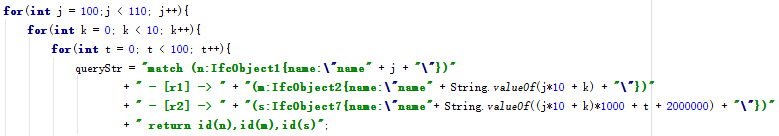 for(int j = 100;j < 110; j++){
for(int k = 0; k < 10; k++){
for(int t = 0; t < 100; t++){
queryStr = "match (n:IfcObject1{name:\"name" + j + "\"})"
+ " - [r1] -> " + "(m:IfcObject2{name:\"name" + String.valueOf(j*10 + k) + "\"})"
+ " - [r2] -> " + "(s:IfcObject7{name:\"name"+ String.valueOf((j*10 + k)*1000 + t + 2000000) + "\"})"
+ " return id(n),id(m),id(s)";